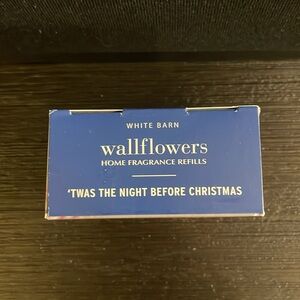 WHITE BARN
wallflowers
HOME FRAGRANCE REFILLS
'TWAS THE NIGHT BEFORE CHRISTMAS